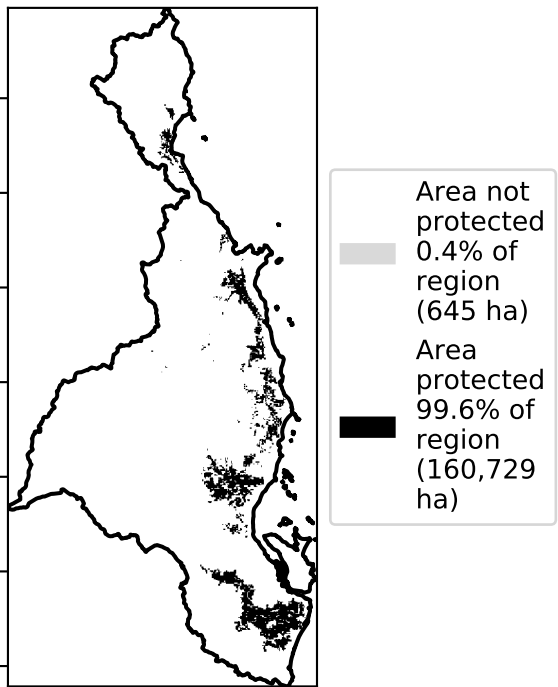 Area not
protected
0.4% of
region
(645 ha)
Area
protected
99.6% of
region
(160,729
ha)